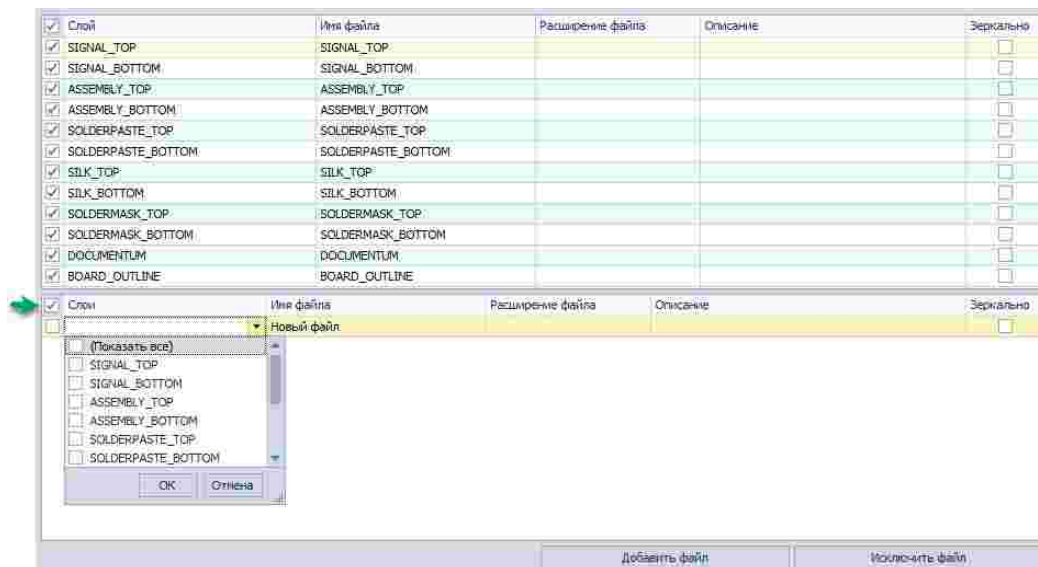 Слой Имя файла Расширение файла Описание Зеркально
SIGNAL_TOP SIGNAL_TOP
SIGNAL_BOTTOM SIGNAL_BOTTOM
ASSEMBLY_TOP ASSEMBLY_TOP
ASSEMBLY_BOTTOM ASSEMBLY_BOTTOM
SOLDERPASTE_TOP SOLDERPASTE_TOP
SOLDERPASTE_BOTTOM SOLDERPASTE_BOTTOM
SILK_TOP SILK_TOP
SILK_BOTTOM SILK_BOTTOM
SOLDERMASK_TOP SOLDERMASK_TOP
SOLDERMASK_BOTTOM SOLDERMASK_BOTTOM
DOCUMENTUM DOCUMENTUM
BOARD_OUTLINE BOARD_OUTLINE
Слои Имя файла Расширение файла Описание Зеркально
Новый файл
(Показать все)
SIGNAL_TOP
SIGNAL_BOTTOM
ASSEMBLY_TOP
ASSEMBLY_BOTTOM
SOLDERPASTE_TOP
SOLDERPASTE_BOTTOM
OK Отмена
Добавить файл Исключить файл